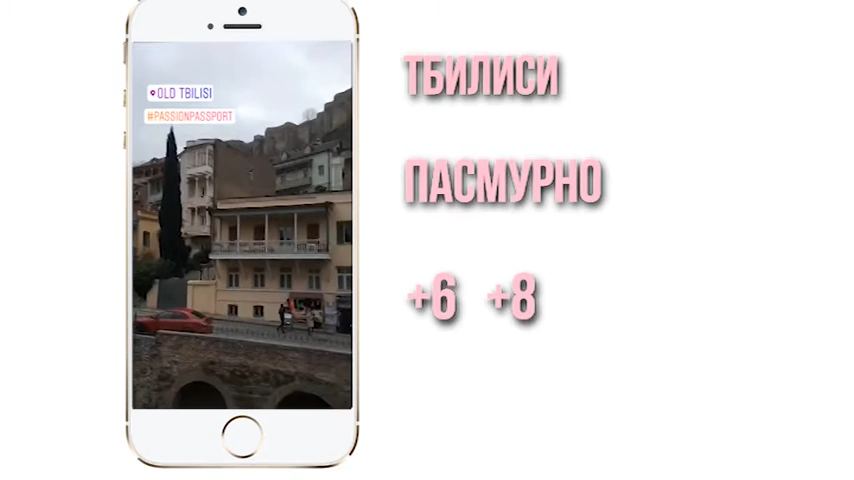 OLD TBILISI
#PASSIONPASSPORT
ТБИЛИСИ
ПАСМУРНО
+6 +8